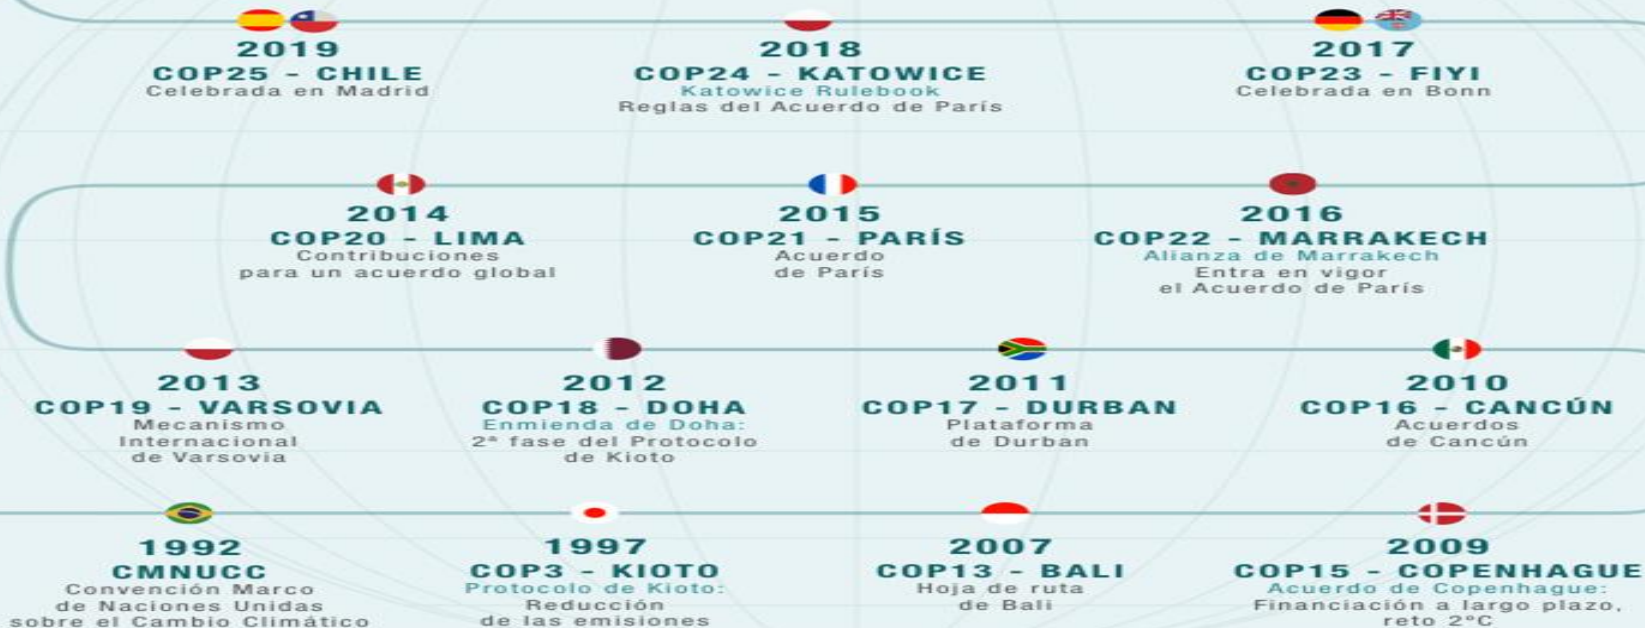 2019
COP25 - CHILE
Celebrada en Madrid
2018
COP24 - KATOWICE
Katowice Rulebook
Reglas del Acuerdo de París
2017
COP23 - FIYI
Celebrada en Bonn
2014
COP20 - LIMA
Contribuciones
para un acuerdo global
2015
COP21 - PARÍS
Acuerdo
de París
2016
COP22 - MARRAKECH
Alianza de Marrakech
Entra en vigor
el Acuerdo de París
2013
COP19 - VARSOVIA
Mecanismo
Internacional
de Varsovia
2012
COP18 - DOHA
Enmienda de Doha:
2ª fase del Protocolo
de Kioto
2011
COP17 - DURBAN
Plataforma
de Durban
2010
COP16 - CANCÚN
Acuerdos
de Cancún
1992
CMNUCC
Convención Marco
de Naciones Unidas
sobre el Cambio Climático
1997
COP3 - KIOTO
Protocolo de Kioto:
Reducción
de las emisiones
2007
COP13 - BALI
Hoja de ruta
de Bali
2009
COP15 - COPENHAGUE
Acuerdo de Copenhague:
Financiación a largo plazo,
reto 2°C